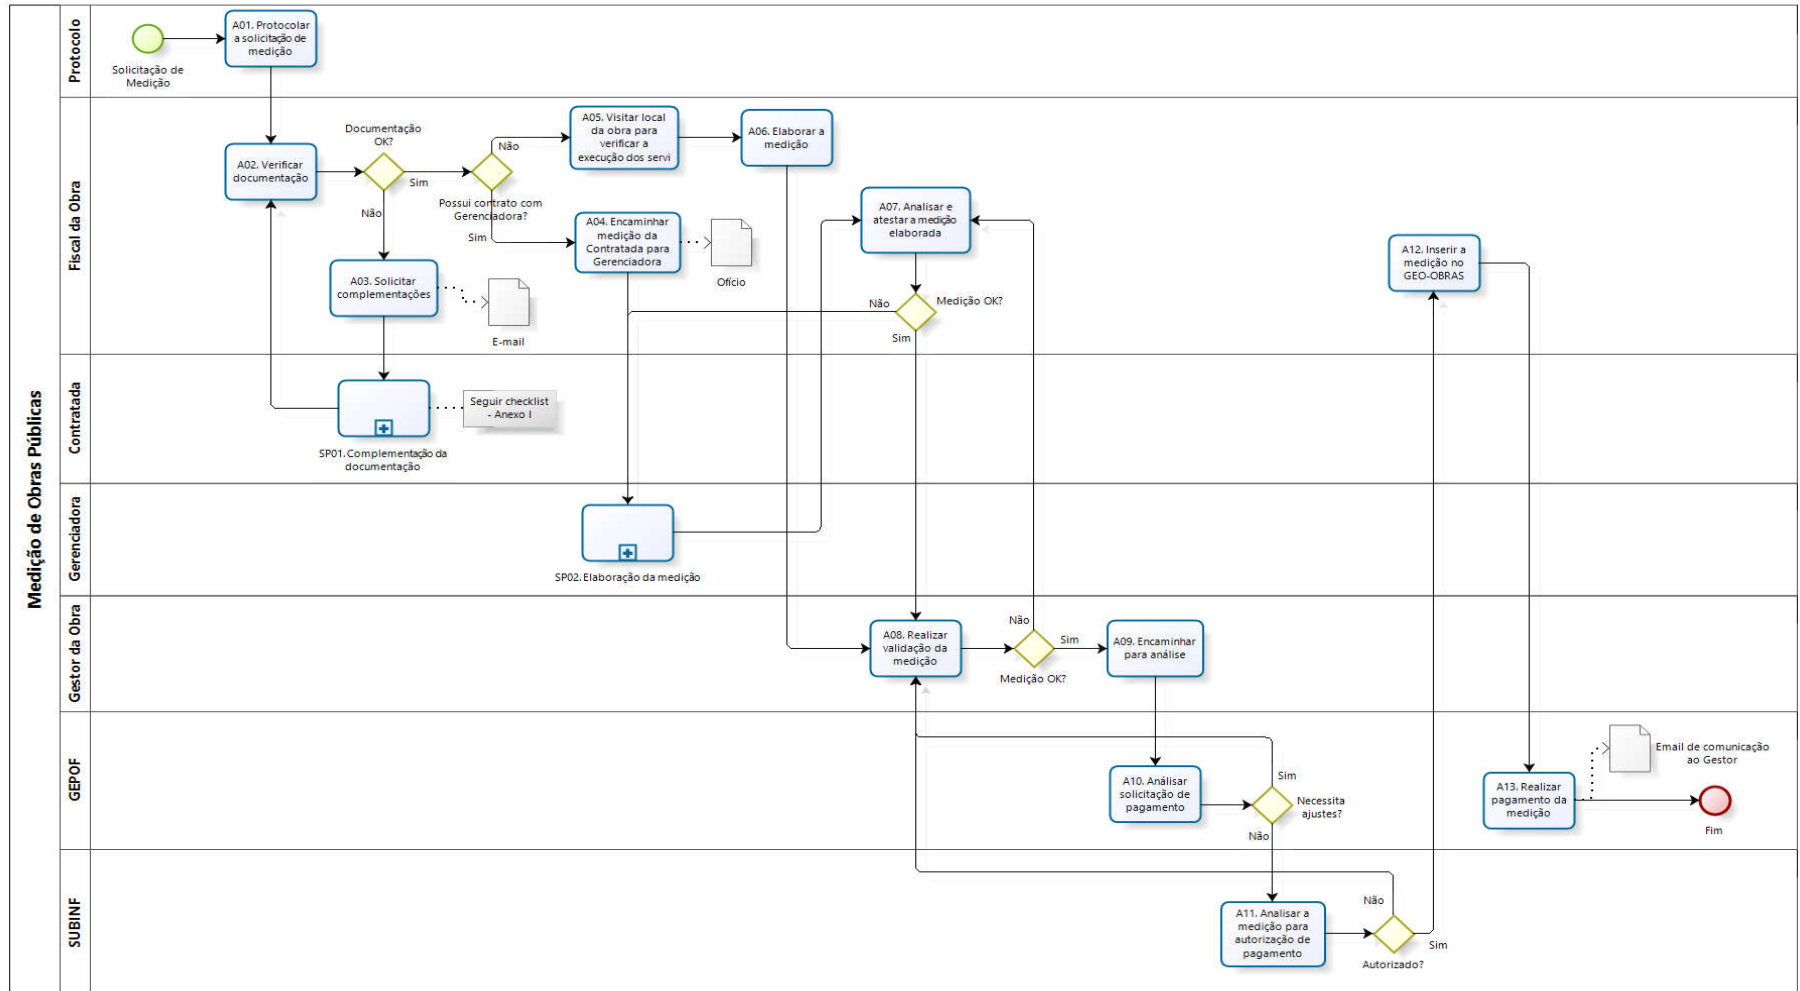 Medição de Obras Públicas
Protocolo
Solicitação de
Medição
A01. Protocolar
a solicitação de
medição
Fiscal da Obra
A02. Verificar
documentação
Documentação
OK?
Sim
Não
Possui contrato com
Gerenciadora?
Não
Sim
A03. Solicitar
complementações
E-mail
A05. Visitar local
da obra para
verificar a
execução dos servi
A04. Encaminhar
medição da
Contratada para
Gerenciadora
Ofício
A06. Elaborar a
medição
A07. Analisar e
atestar a medição
elaborada
Medição OK?
Não
Sim
A12. Inserir a
medição no
GEO-OBRAS
Contratada
SP01.Complementação da
documentação
Seguir checklist
- Anexo I
Gerenciadora
SP02. Elaboração da medição
Gestor da Obra
A08. Realizar
validação da
medição
Não
Sim
Medição OK?
A09. Encaminhar
para análise
GEPOF
A10. Análisar
solicitação de
pagamento
Sim
Necessita
ajustes?
Não
A13. Realizar
pagamento da
medição
Email de comunicação
ao Gestor
Fim
SUBINF
A11. Analisar a
medição para
autorização de
pagamento
Não
Sim
Autorizado?